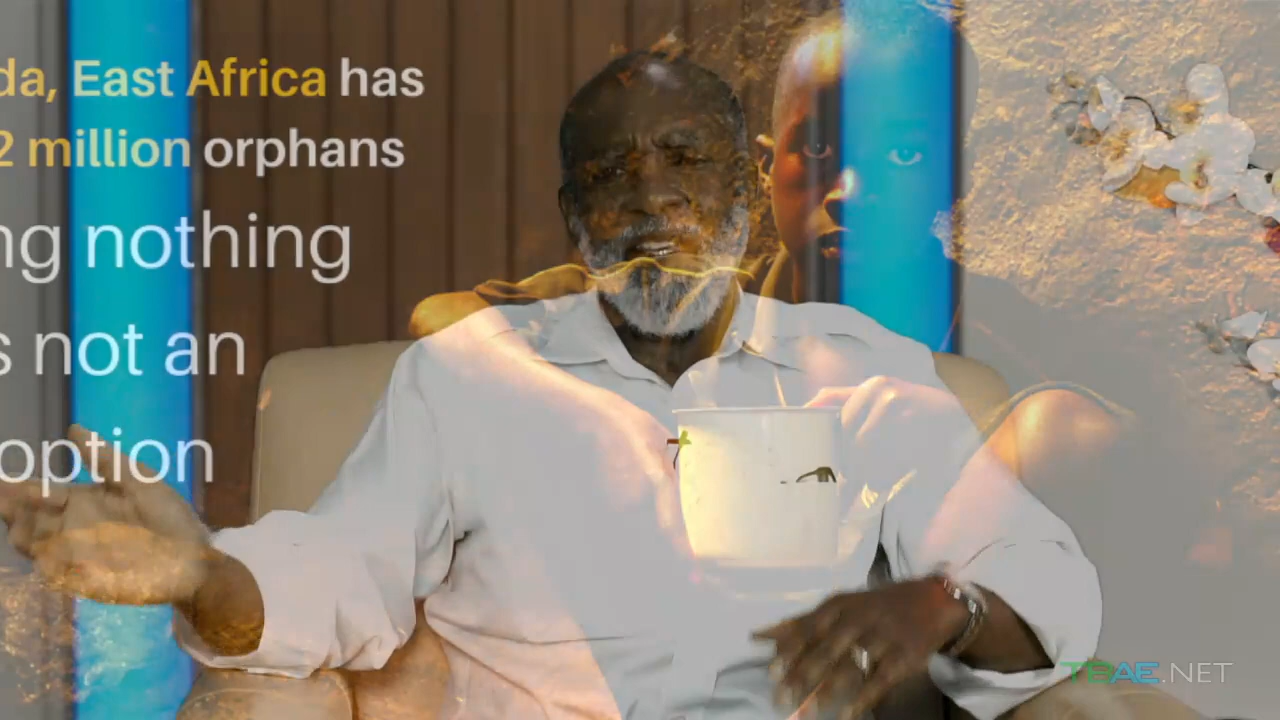 da, East Africa has
2 million orphans
ng nothing
s not an
option
TBAE.NET